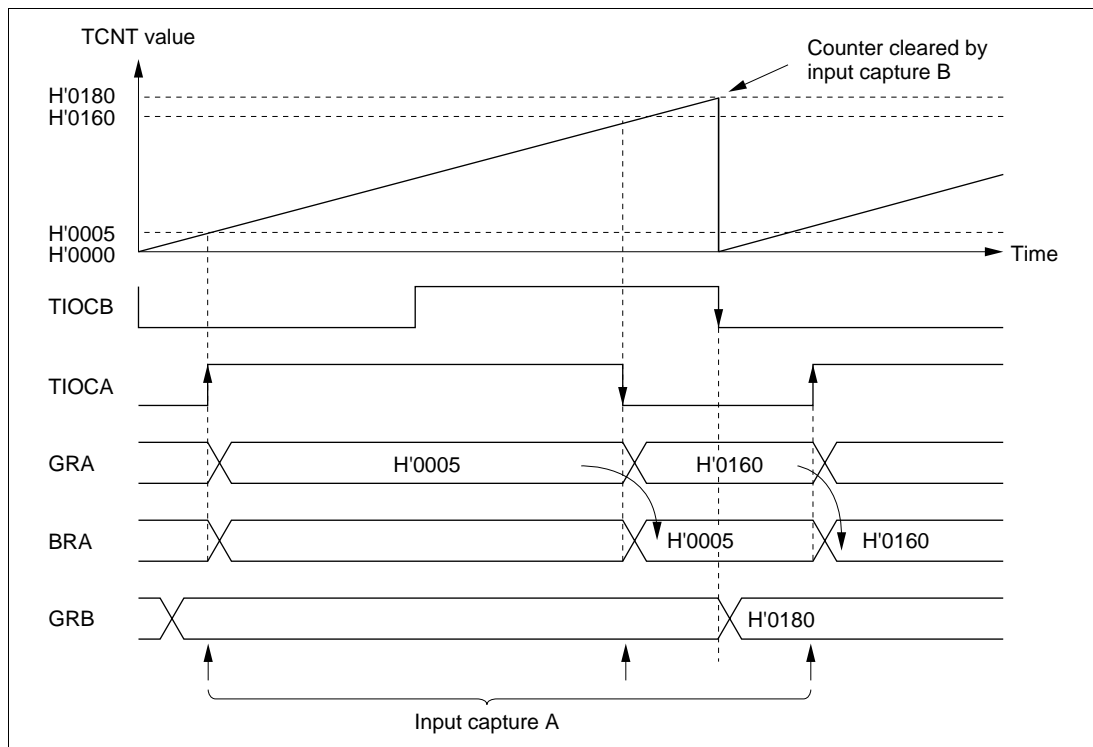 TCNT value
Counter cleared by
input capture B
H'0180
H'0160
H'0005
H'0000
Time
TIOCB
TIOCA
GRA
H'0005
H'0160
BRA
H'0005
H'0160
GRB
H'0180
Input capture A